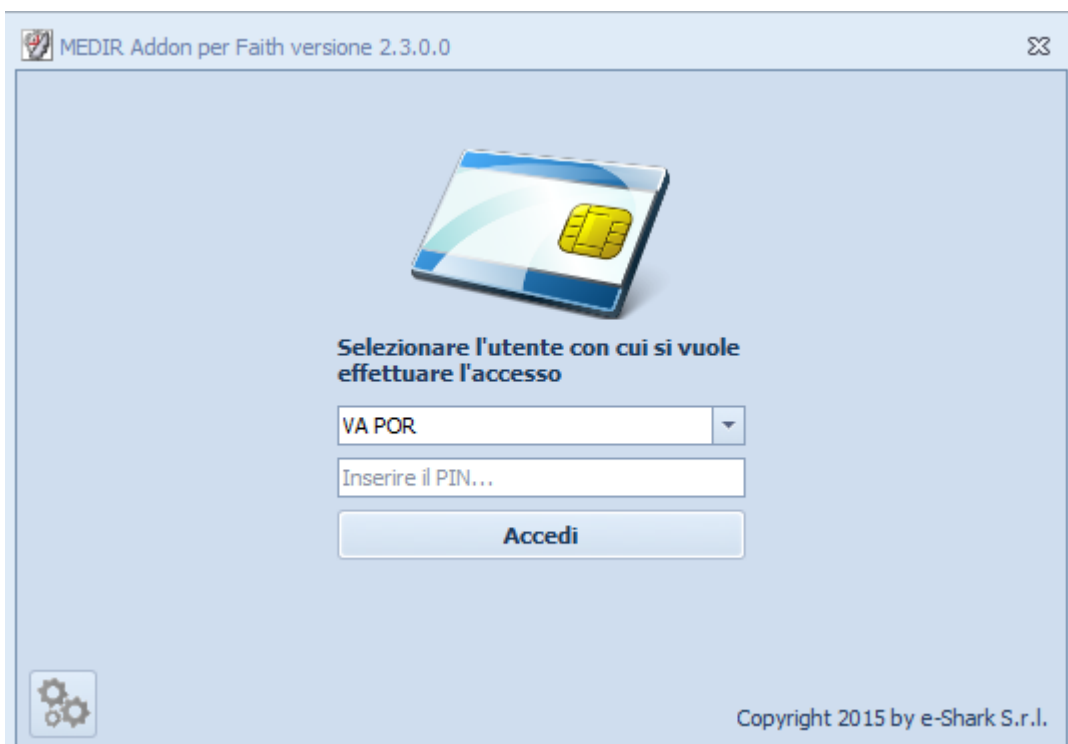 MEDIR Addon per Faith versione 2.3.0.0
Selezionare l'utente con cui si vuole
effettuare l'accesso
VA POR
Inserire il PIN...
Accedi
Copyright 2015 by e-Shark S.r.l.